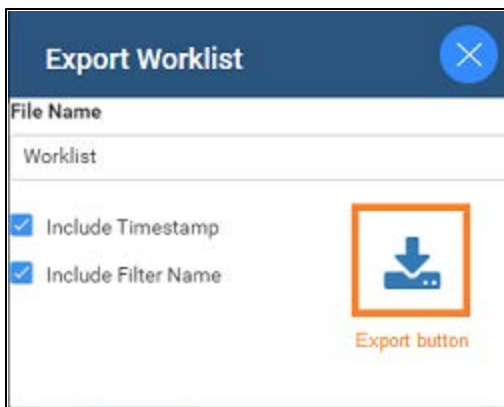 Export Worklist
File Name
Worklist
Include Timestamp
Include Filter Name
Export button